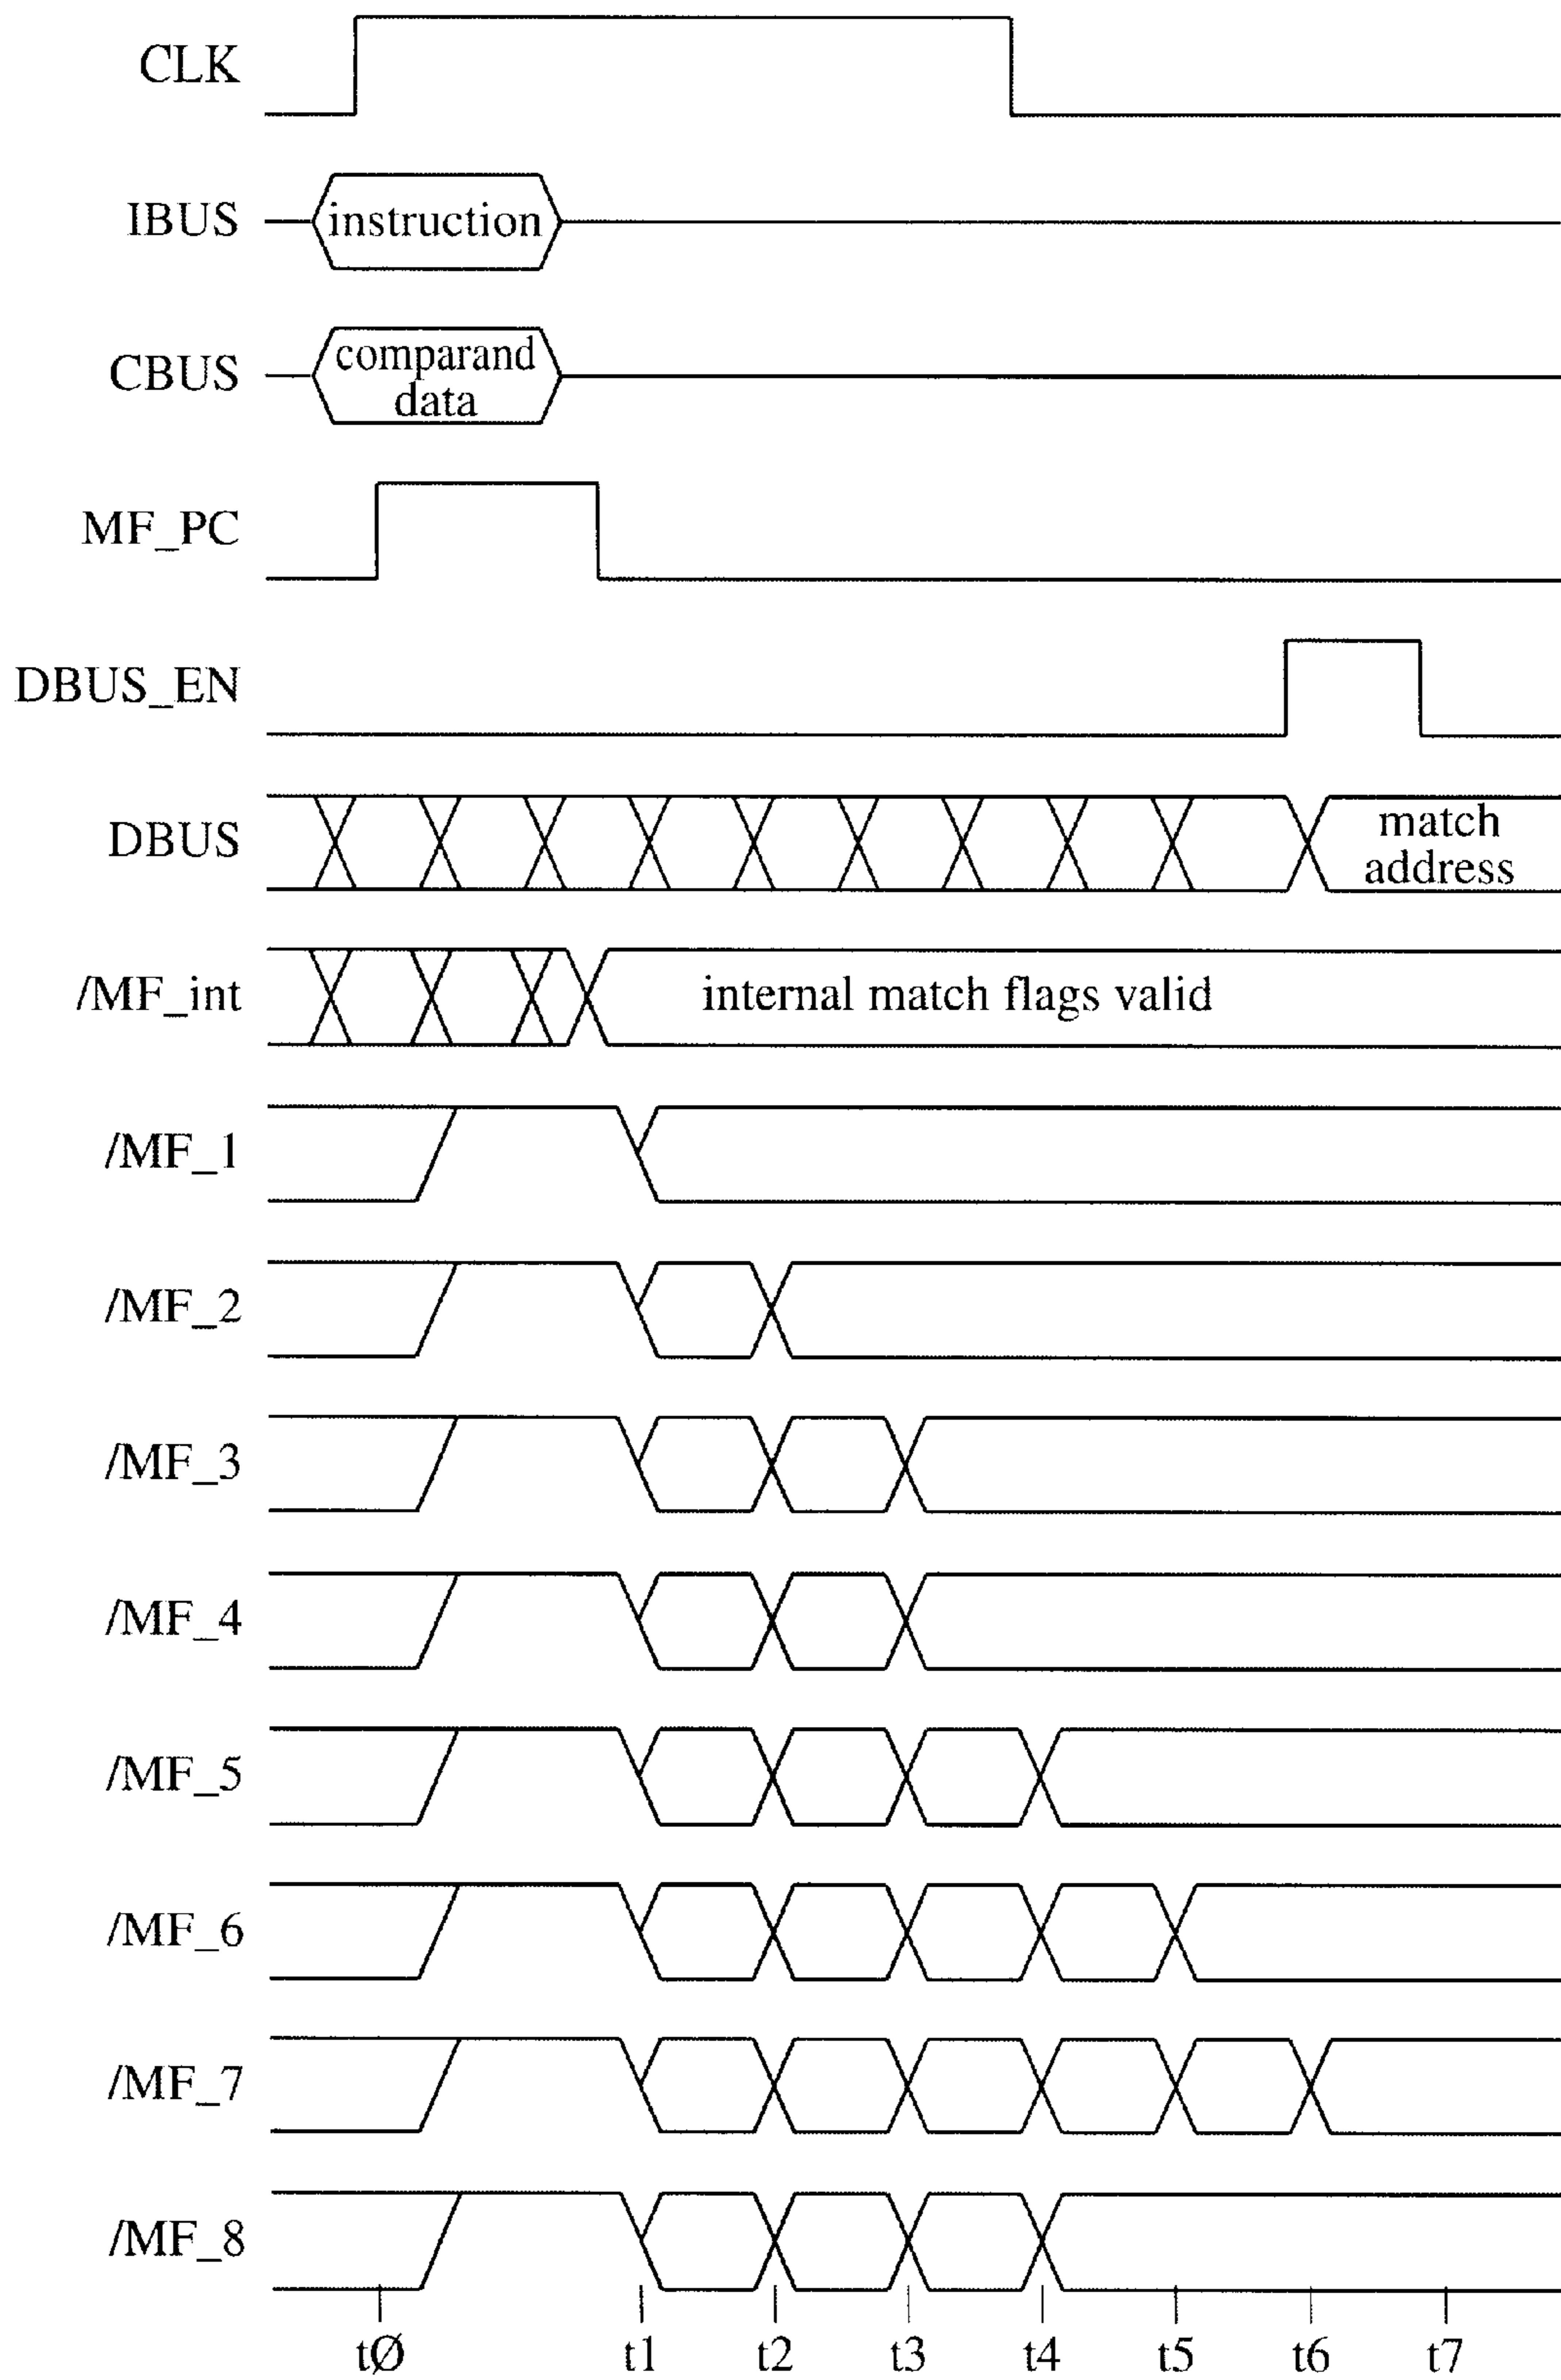 CLK
IBUS
instruction
CBUS
comparand
data
MF_PC
DBUS_EN
DBUS
match
address
/MF_int
internal match flags valid
/MF_1
/MF_2
/MF_3
/MF_4
/MF_5
/MF_6
/MF_7
/MF_8
tØ t1 t2 t3 t4 t5 t6 t7